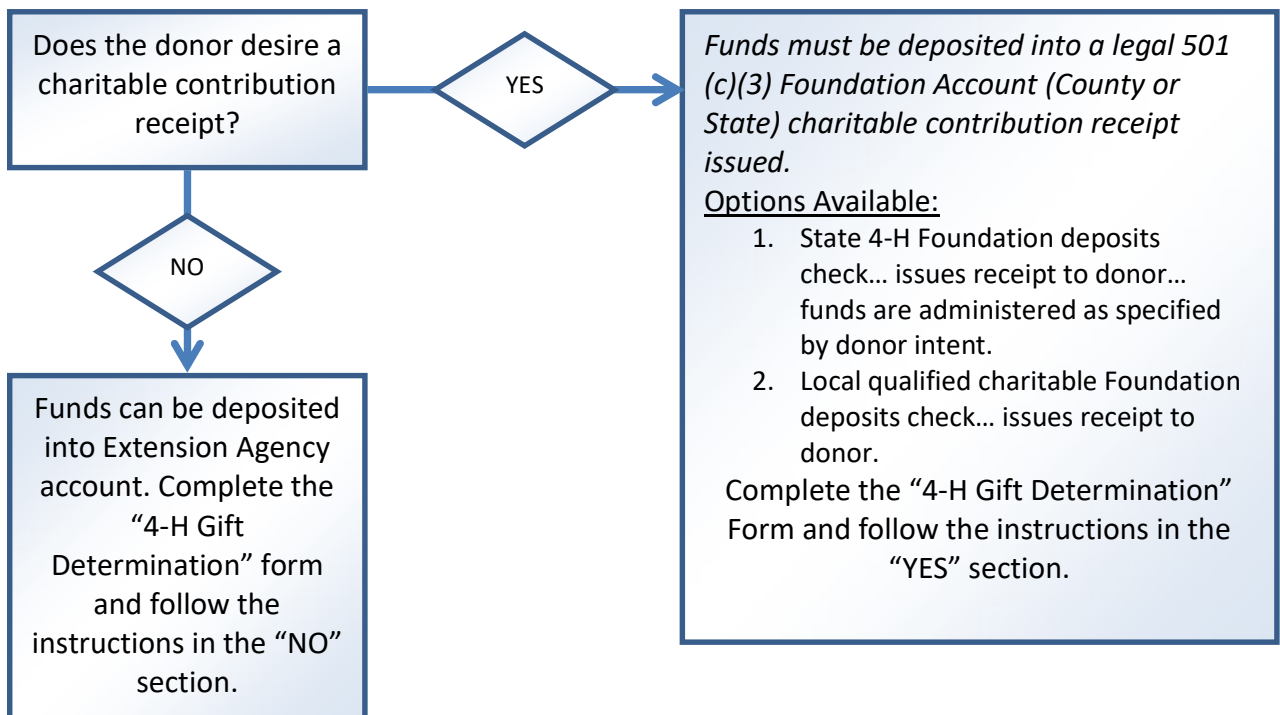 Does the donor desire a
charitable contribution
receipt?
YES
Funds must be deposited into a legal 501
(c)(3) Foundation Account (County or
State) charitable contribution receipt
issued.
Options Available:
1. State 4-H Foundation deposits
check… issues receipt to donor…
funds are administered as specified
by donor intent.
2. Local qualified charitable Foundation
deposits check… issues receipt to
donor.
Complete the “4-H Gift Determination”
Form and follow the instructions in the
“YES” section.
NO
Funds can be deposited
into Extension Agency
account. Complete the
“4-H Gift
Determination” form
and follow the
instructions in the “NO”
section.